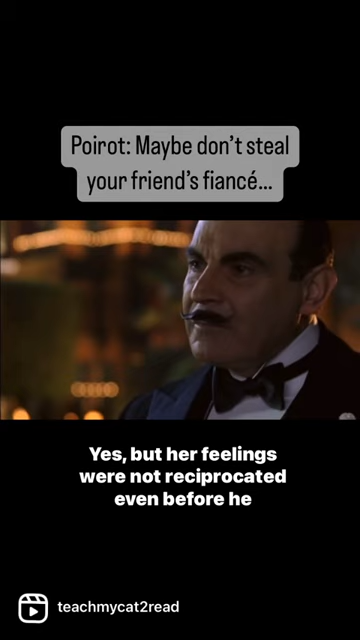 Poirot: Maybe don't steal
your friend's fiancé...
Yes, but her feelings
were not reciprocated
even before he
teachmycat2read